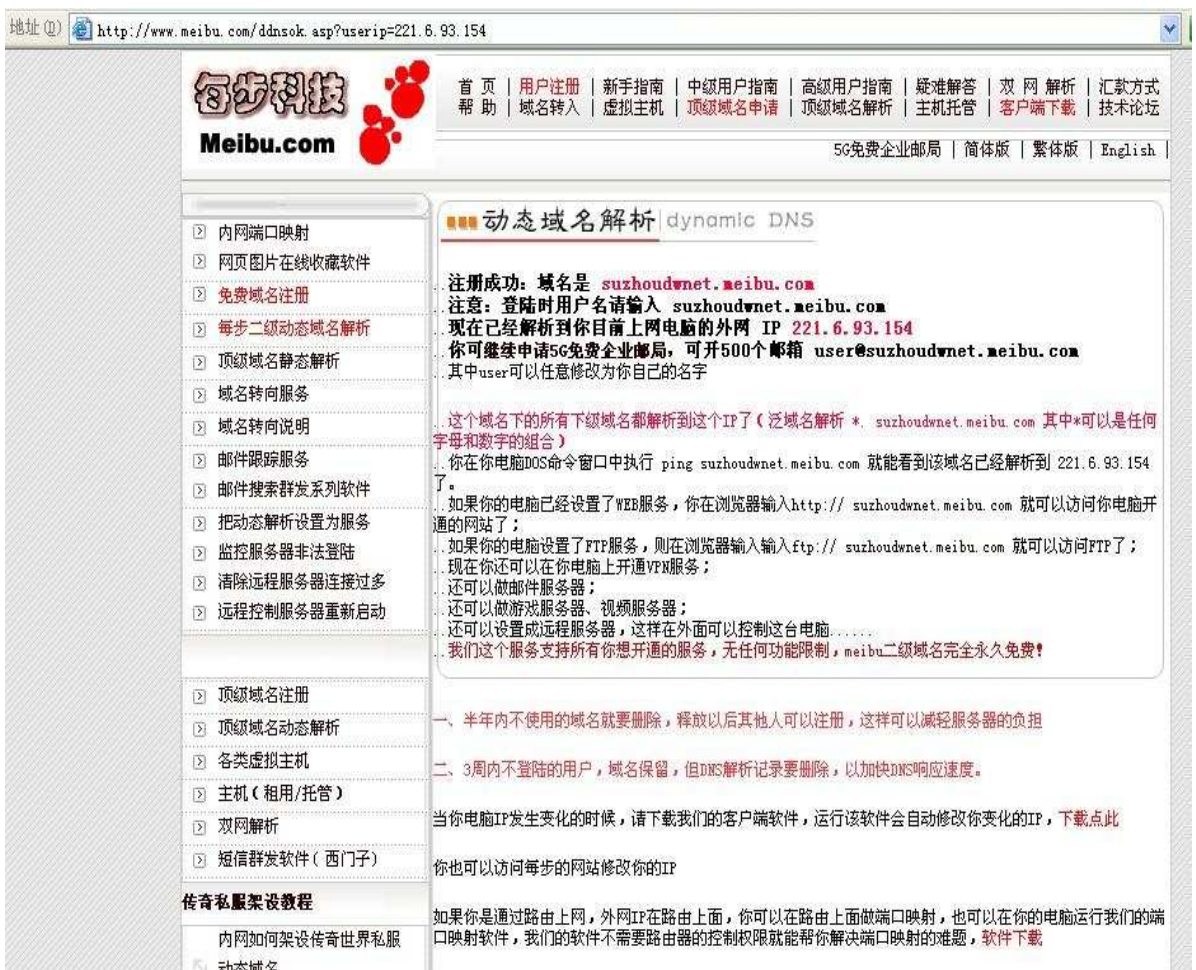 地址(D) http://www.meibu.com/ddnsok.asp?userip=221.6.93.154
每步科技
Meibu.com
首 页 | 用户注册 | 新手指南 | 中级用户指南 | 高级用户指南 | 疑难解答 | 双 网 解析 | 汇款方式
帮 助 | 域名转入 | 虚拟主机 | 顶级域名申请 | 顶级域名解析 | 主机托管 | 客户端下载 | 技术论坛
5G免费企业邮局 | 简体版 | 繁体版 | English |
内网端口映射
网页图片在线收藏软件
免费域名注册
每步二级动态域名解析
顶级域名静态解析
域名转向服务
域名转向说明
邮件跟踪服务
邮件搜索群发系列软件
把动态解析设置为服务
监控服务器非法登陆
清除远程服务器连接过多
远程控制服务器重新启动
顶级域名注册
顶级域名动态解析
各类虚拟主机
主机(租用/托管)
双网解析
短信群发软件(西门子)
传奇私服架设教程
内网如何架设传奇世界私服
动态域名
动态域名解析|dynamic DNS
..注册成功: 域名是 suzhoudwnet.meibu.com
..注意: 登陆时用户名请输入 suzhoudwnet.meibu.com
..现在已经解析到你目前上网电脑的外网 IP 221.6.93.154
..你可继续申请5G免费企业邮局，可开500个邮箱 user@suzhoudwnet.meibu.com
..其中user可以任意修改为你自己的名字
..这个域名下的所有下级域名都解析到这个IP了(泛域名解析 *. suzhoudwnet.meibu.com 其中*可以是任何
字母和数字的组合)
..你在你电脑DOS命令窗口中执行 ping suzhoudwnet.meibu.com 就能看到该域名已经解析到 221.6.93.154
了。
..如果你的电脑已经设置了WEB服务，你在浏览器输入http:// suzhoudwnet.meibu.com 就可以访问你电脑开
通的网站了；
..如果你的电脑设置了FTP服务，则在浏览器输入输入ftp:// suzhoudwnet.meibu.com 就可以访问FTP了；
..现在你还可以在你电脑上开通VPN服务；
..还可以做邮件服务器；
..还可以做游戏服务器、视频服务器；
..还可以设置成远程服务器，这样在外面可以控制这台电脑......
..我们这个服务支持所有你想开通的服务，无任何功能限制，meibu二级域名完全永久免费!
一、半年内不使用的域名就要删除，释放以后其他人可以注册，这样可以减轻服务器的负担
二、3周内不登陆的用户，域名保留，但DNS解析记录要删除，以加快DNS响应速度。
当你电脑IP发生变化的时候，请下载我们的客户端软件，运行该软件会自动修改你变化的IP，下载点此
你也可以访问每步的网站修改你的IP
如果你是通过路由上网，外网IP在路由上面，你可以在路由上面做端口映射，也可以在你的电脑运行我们的端
口映射软件，我们的软件不需要路由器的控制权限就能帮你解决端口映射的难题，软件下载